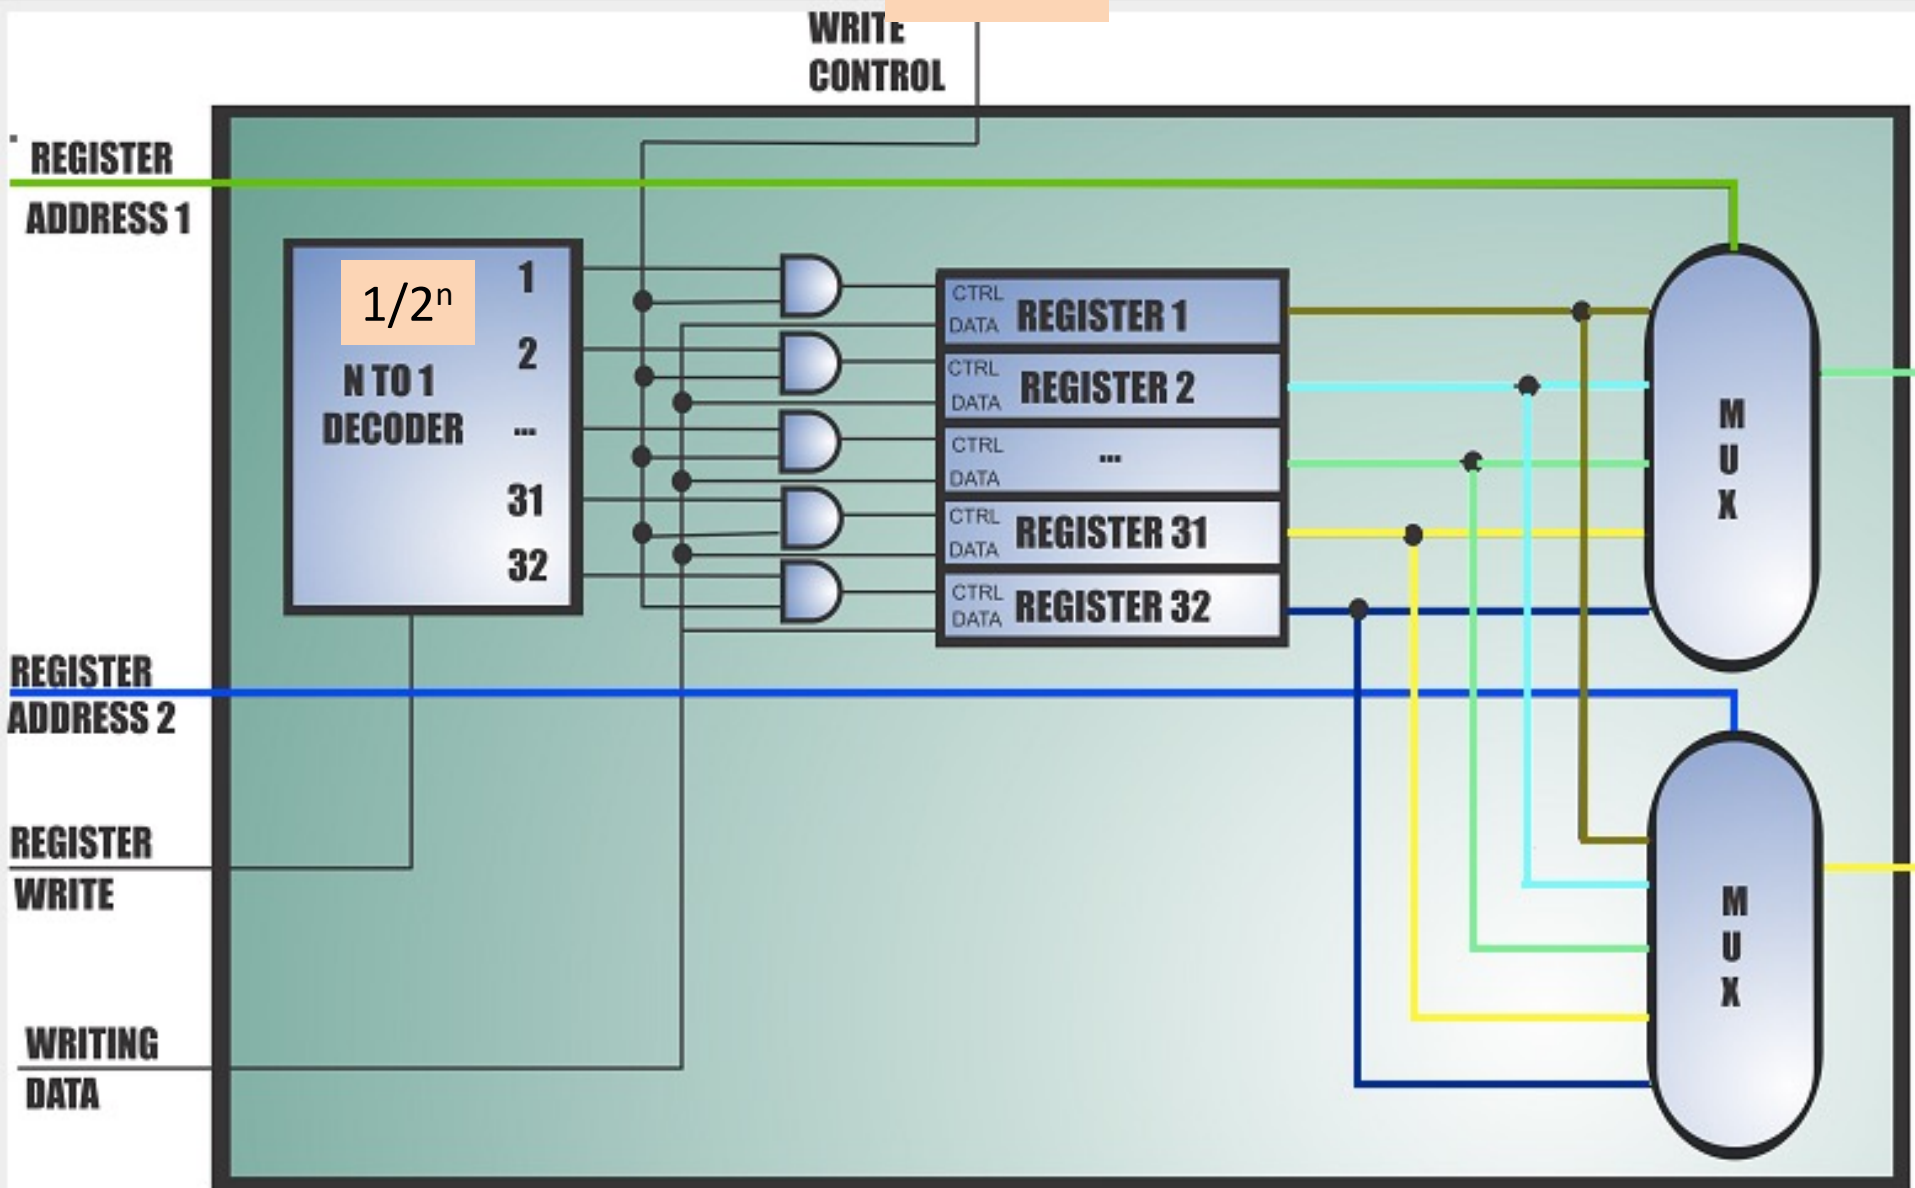 WRITE
CONTROL
REGISTER
ADDRESS 1
1/2ⁿ
N TO 1
DECODER
1
2
...
31
32
CTRL
DATA
REGISTER 1
CTRL
DATA
REGISTER 2
CTRL
DATA
...
CTRL
DATA
REGISTER 31
CTRL
DATA
REGISTER 32
M
U
X
REGISTER
ADDRESS 2
REGISTER
WRITE
M
U
X
WRITING
DATA